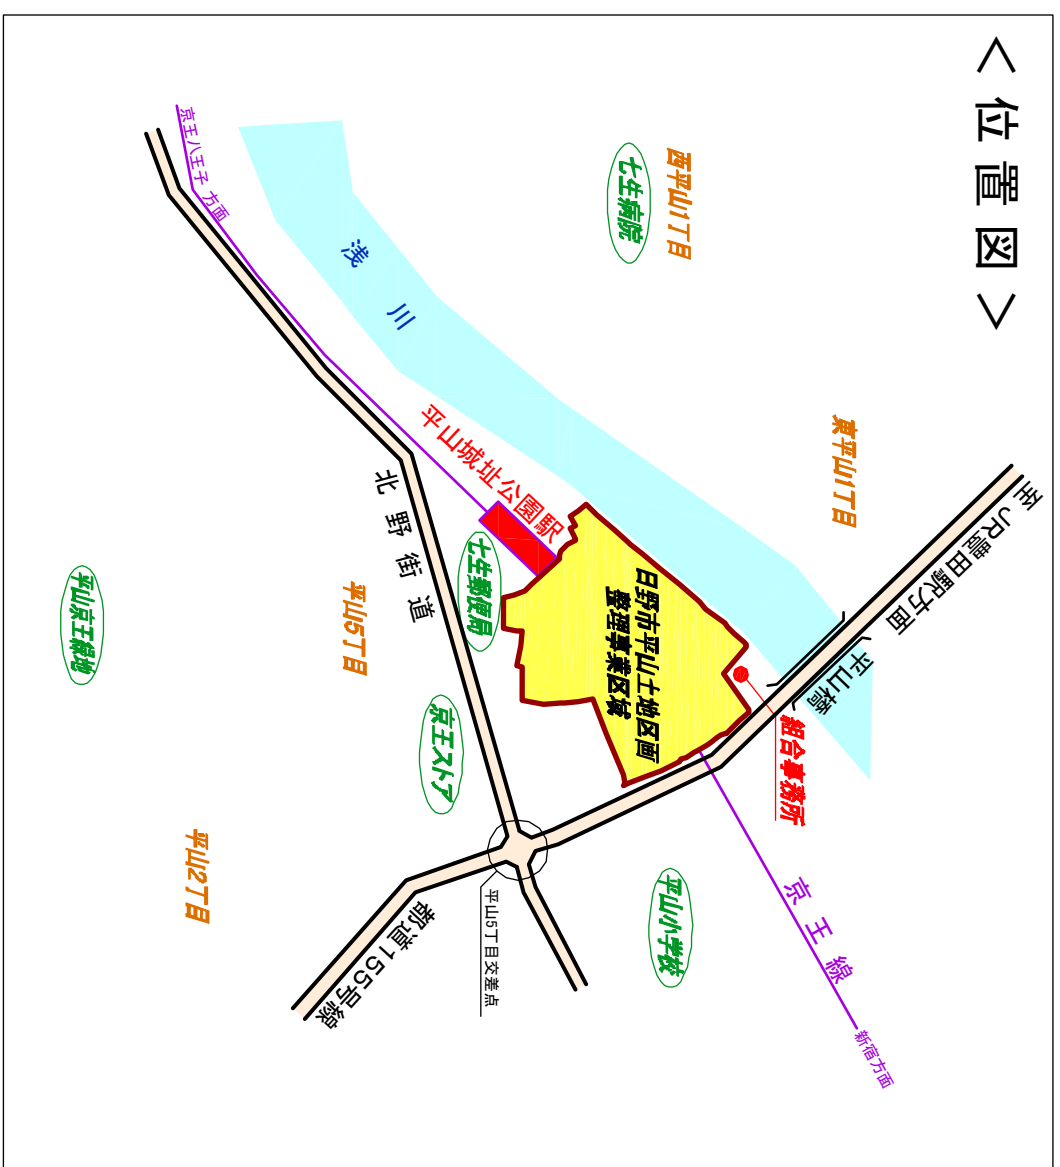 ＜位置図＞
至JR豊田駅方面
東平山1丁目
西平山1丁目
七生病院
平山橋
組合事務所
京王線
新宿方面
日野市平山土地区画
整理事業区域
平山小学校
浅川
平山城址公園駅
七生郵便局
京王ストア
平山5丁目交差点
北野街道
都道155号線
平山5丁目
京王八王子 方面
平山2丁目
平山京王緑地